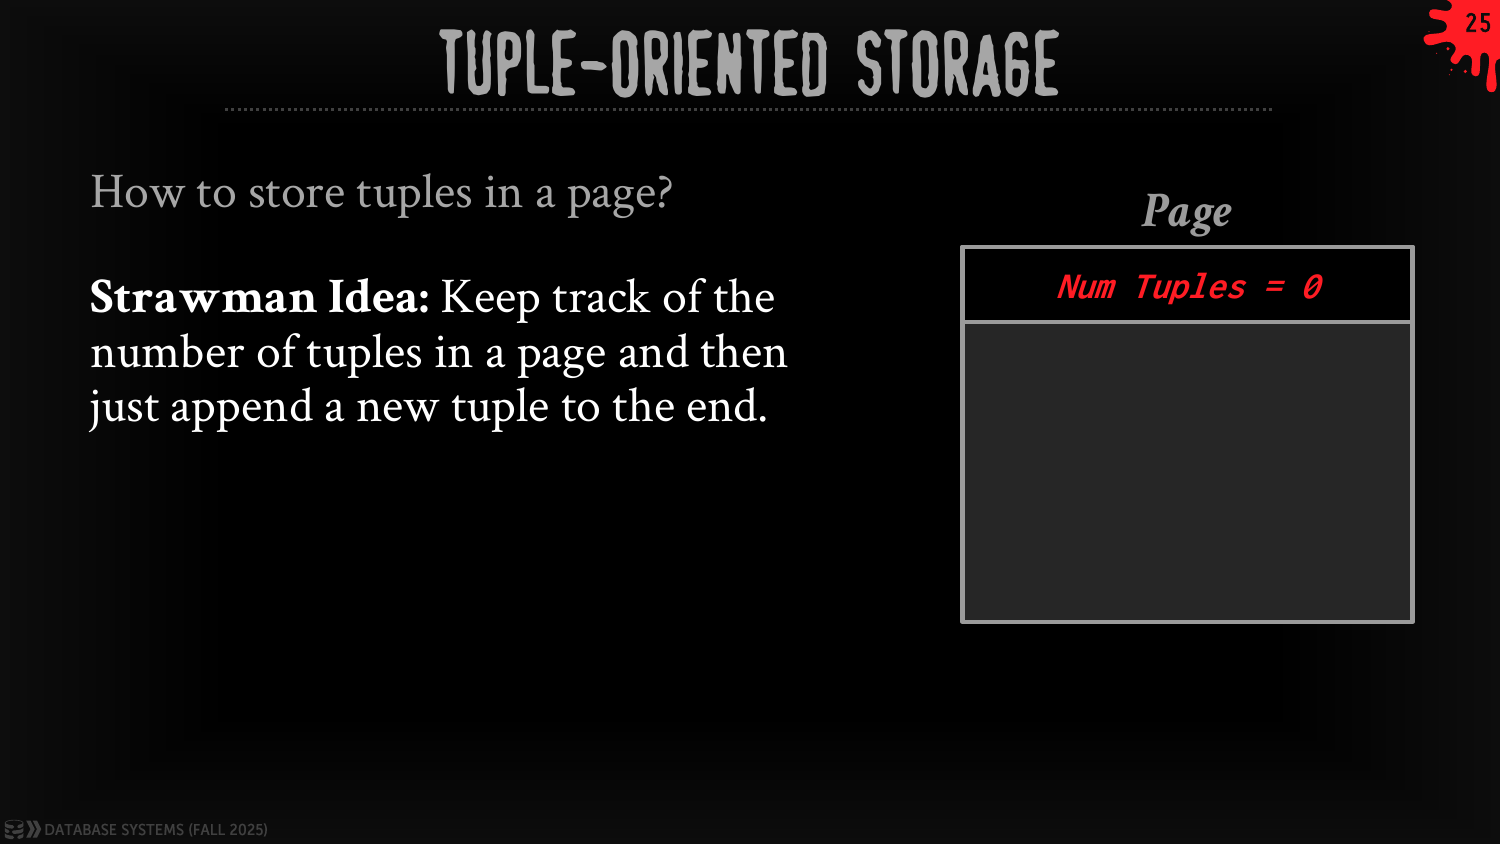 TUPLE-ORIENTED STORAGE
25
How to store tuples in a page?
Strawman Idea: Keep track of the
number of tuples in a page and then
just append a new tuple to the end.
Page
Num Tuples = 0
DATABASE SYSTEMS (FALL 2025)